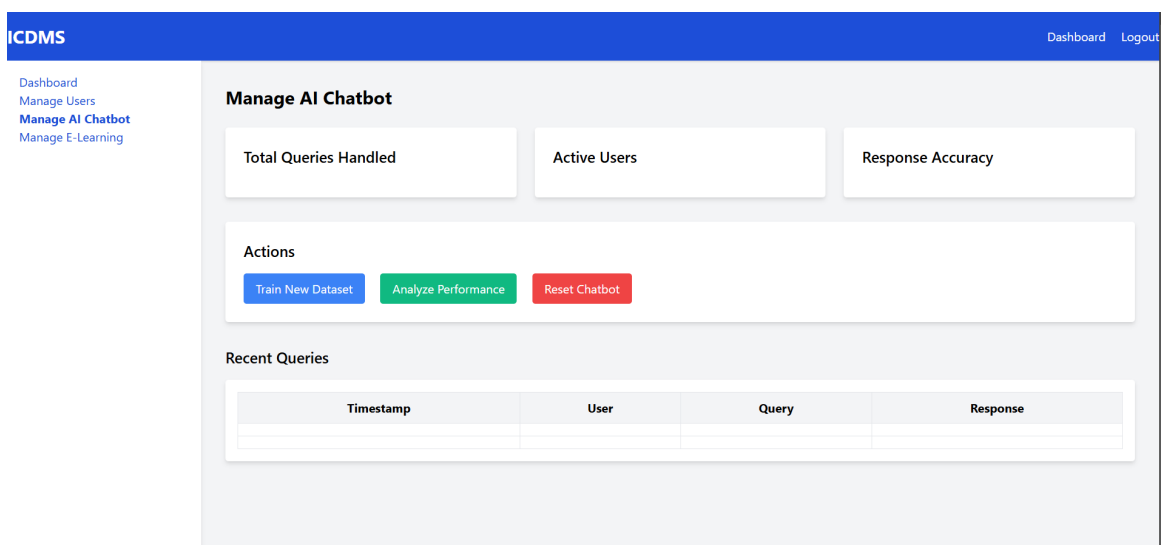 ICDMS
Dashboard Logout
Dashboard
Manage Users
Manage AI Chatbot
Manage E-Learning
Manage AI Chatbot
Total Queries Handled
Active Users
Response Accuracy
Actions
Train New Dataset
Analyze Performance
Reset Chatbot
Recent Queries
Timestamp User Query Response